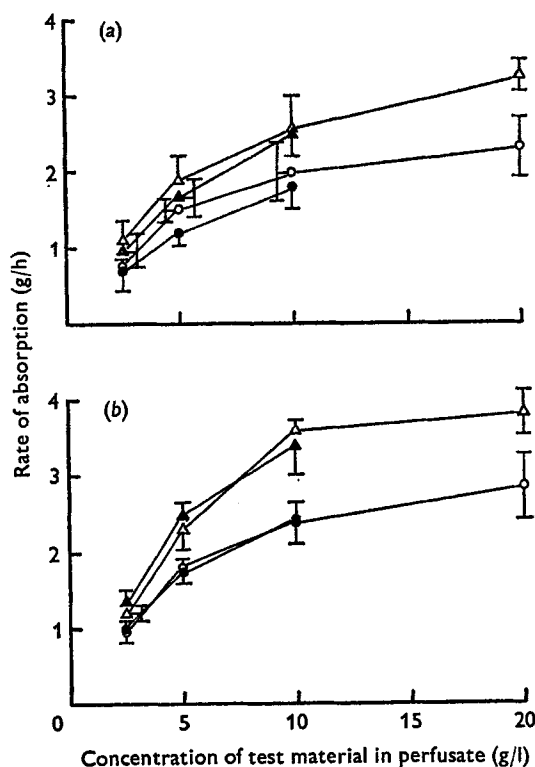 4
(a)
3
2
1
Rate of absorption (g/h)
4
(b)
3
2
1
0 5 10 15 20
Concentration of test material in perfusate (g/l)